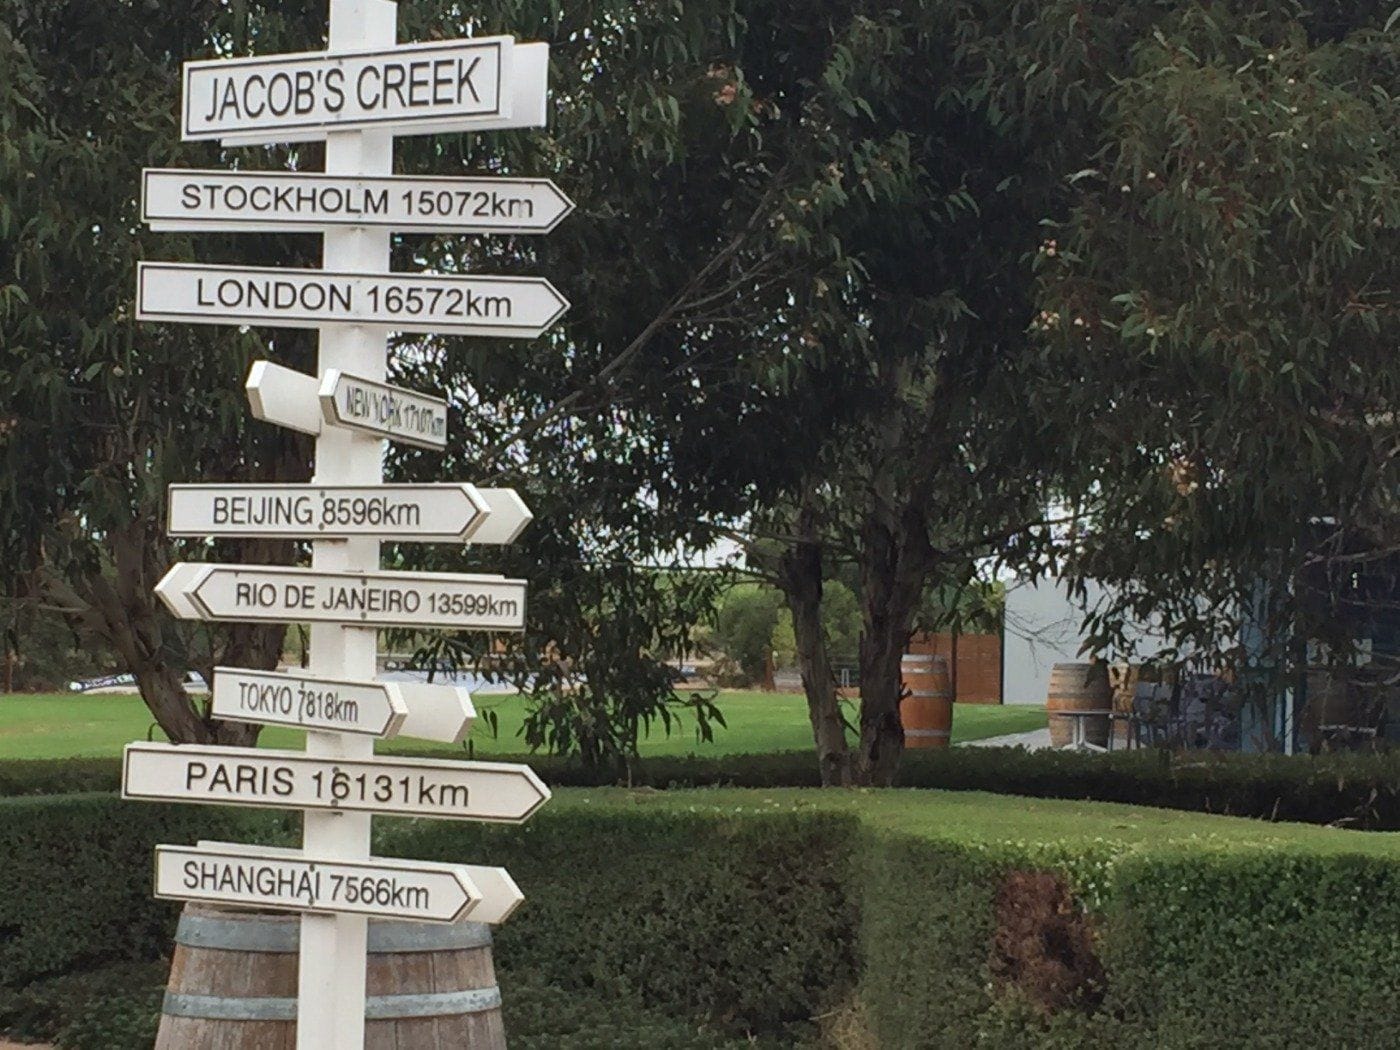 JACOB'S CREEK
STOCKHOLM 15072km
LONDON 16572km
NEW YORK 17107km
BEIJING 8596km
RIO DE JANEIRO 13599km
TOKYO 7818km
PARIS 16131km
SHANGHAI 7566km